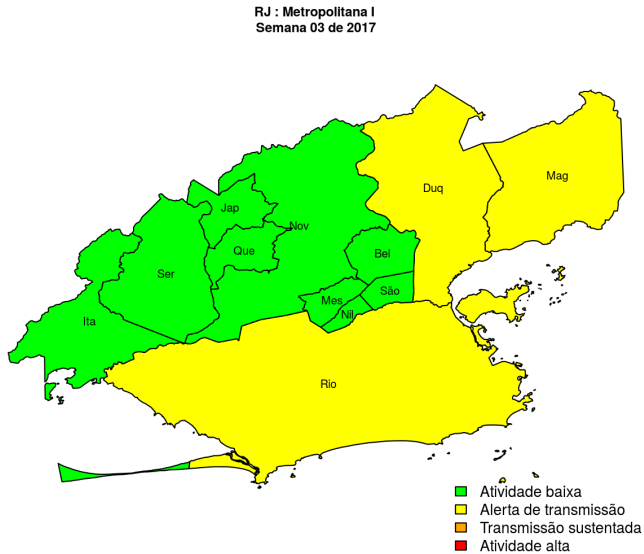 RJ : Metropolitana I
Semana 03 de 2017
Duq
Mag
Jap
Nov
Que
Bel
Ser
São
Mes
Nil
Ita
Rio
Atividade baixa
Alerta de transmissão
Transmissão sustentada
Atividade alta